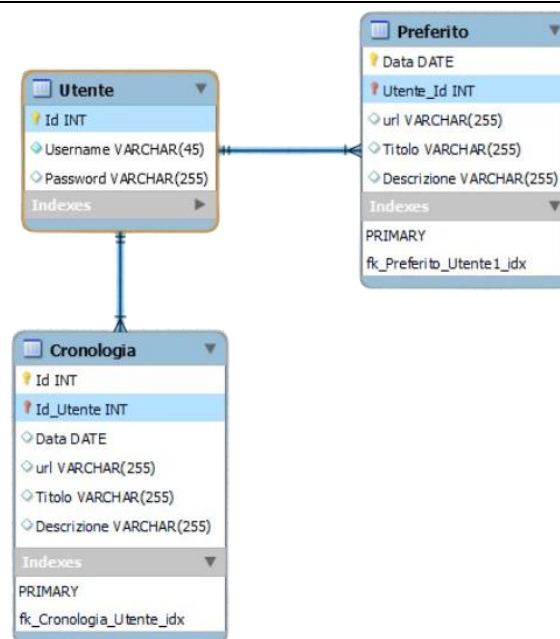 Utente
Id INT
Username VARCHAR(45)
Password VARCHAR(255)
Indexes
Preferito
Data DATE
Utente_Id INT
url VARCHAR(255)
Titolo VARCHAR(255)
Descrizione VARCHAR(255)
Indexes
PRIMARY
fk_Preferito_Utente1_idx
Cronologia
Id INT
Id_Utente INT
Data DATE
url VARCHAR(255)
Titolo VARCHAR(255)
Descrizione VARCHAR(255)
Indexes
PRIMARY
fk_Cronologia_Utente_idx